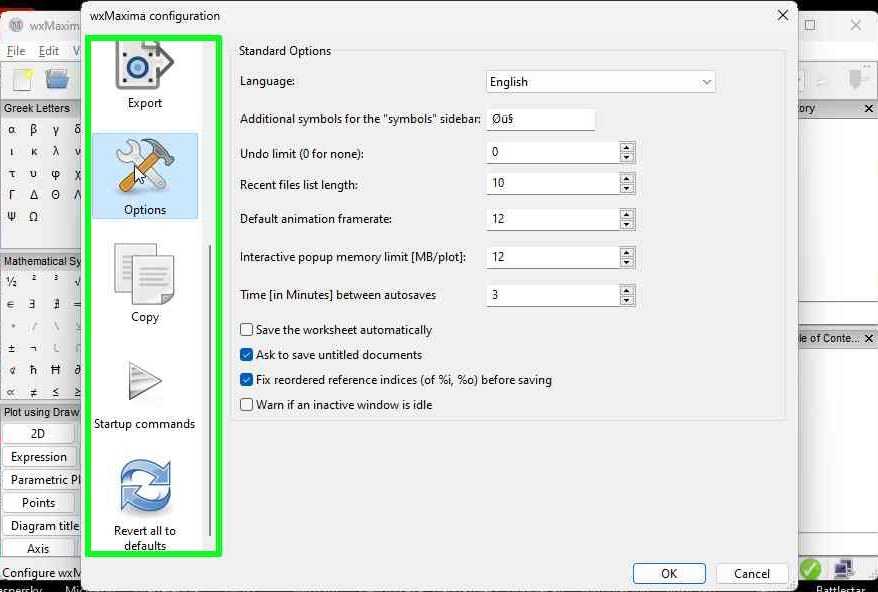 wxMaxima configuration
wxMaxima
File Edit V
Greek Letters
α β γ δ
ι κ λ ν
τ υ φ χ
Γ Δ Θ Λ
Ψ Ω
Mathematical Sy
½ ² ³ √
∈ ∃ ∄ ⇒
± ¬
¢ ħ Ħ ∂
∝ ≠ ≤ ≥
Plot using Draw
2D
Expression
Parametric Pl
Points
Diagram title
Axis
Configure wxM
Export
Options
Copy
Startup commands
Revert all to
defaults
Standard Options
Language: English
Additional symbols for the "symbols" sidebar: Øü§
Undo limit (0 for none): 0
Recent files list length: 10
Default animation framerate: 12
Interactive popup memory limit [MB/plot]: 12
Time [in Minutes] between autosaves 3
Save the worksheet automatically
Ask to save untitled documents
Fix reordered reference indices (of %i, %o) before saving
Warn if an inactive window is idle
OK Cancel
ory
le of Conte...
aspersky
Battlestar